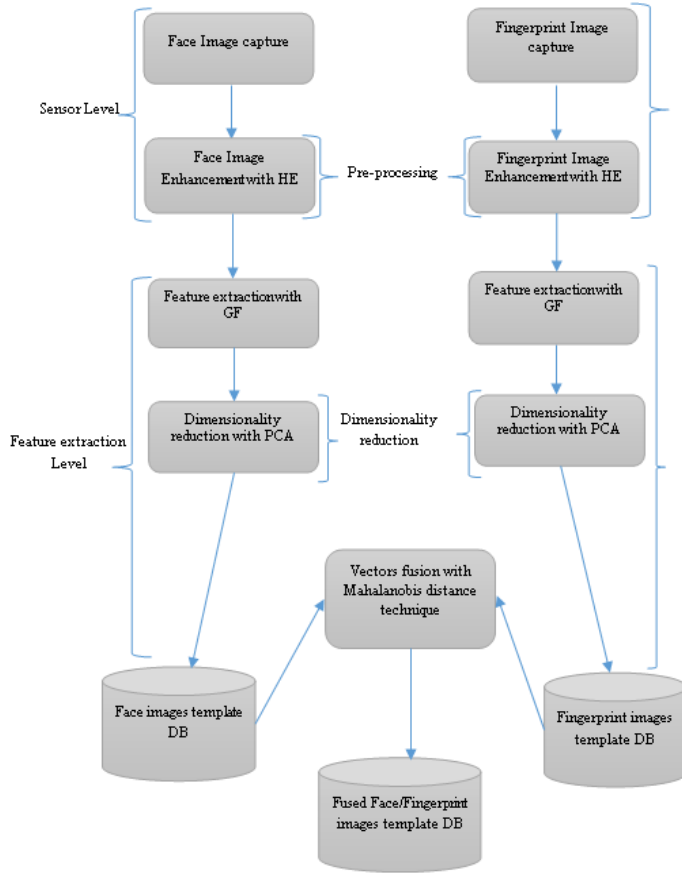 Face Image capture
Fingerprint Image
capture
Sensor Level
Face Image
Enhancementwith HE
Pre-processing
Fingerprint Image
Enhancementwith HE
Feature extractionwith
GF
Feature extractionwith
GF
Feature extraction
Level
Dimensionality
reduction with PCA
Dimensionality
reduction
Dimensionality
reduction with PCA
Vectors fusion with
Mahalanobis distance
technique
Face images template
DB
Fingerprint images
template DB
Fused Face/Fingerprint
images template DB